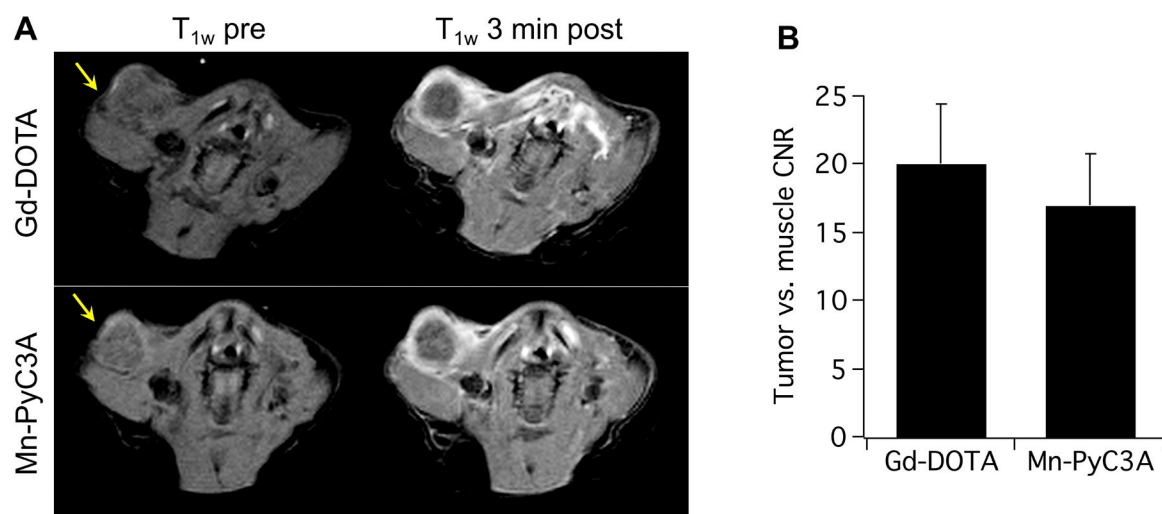 A
T1w pre
T1w 3 min post
Gd-DOTA
Mn-PyC3A
B
Tumor vs. muscle CNR
25
20
15
10
5
0
Gd-DOTA
Mn-PyC3A